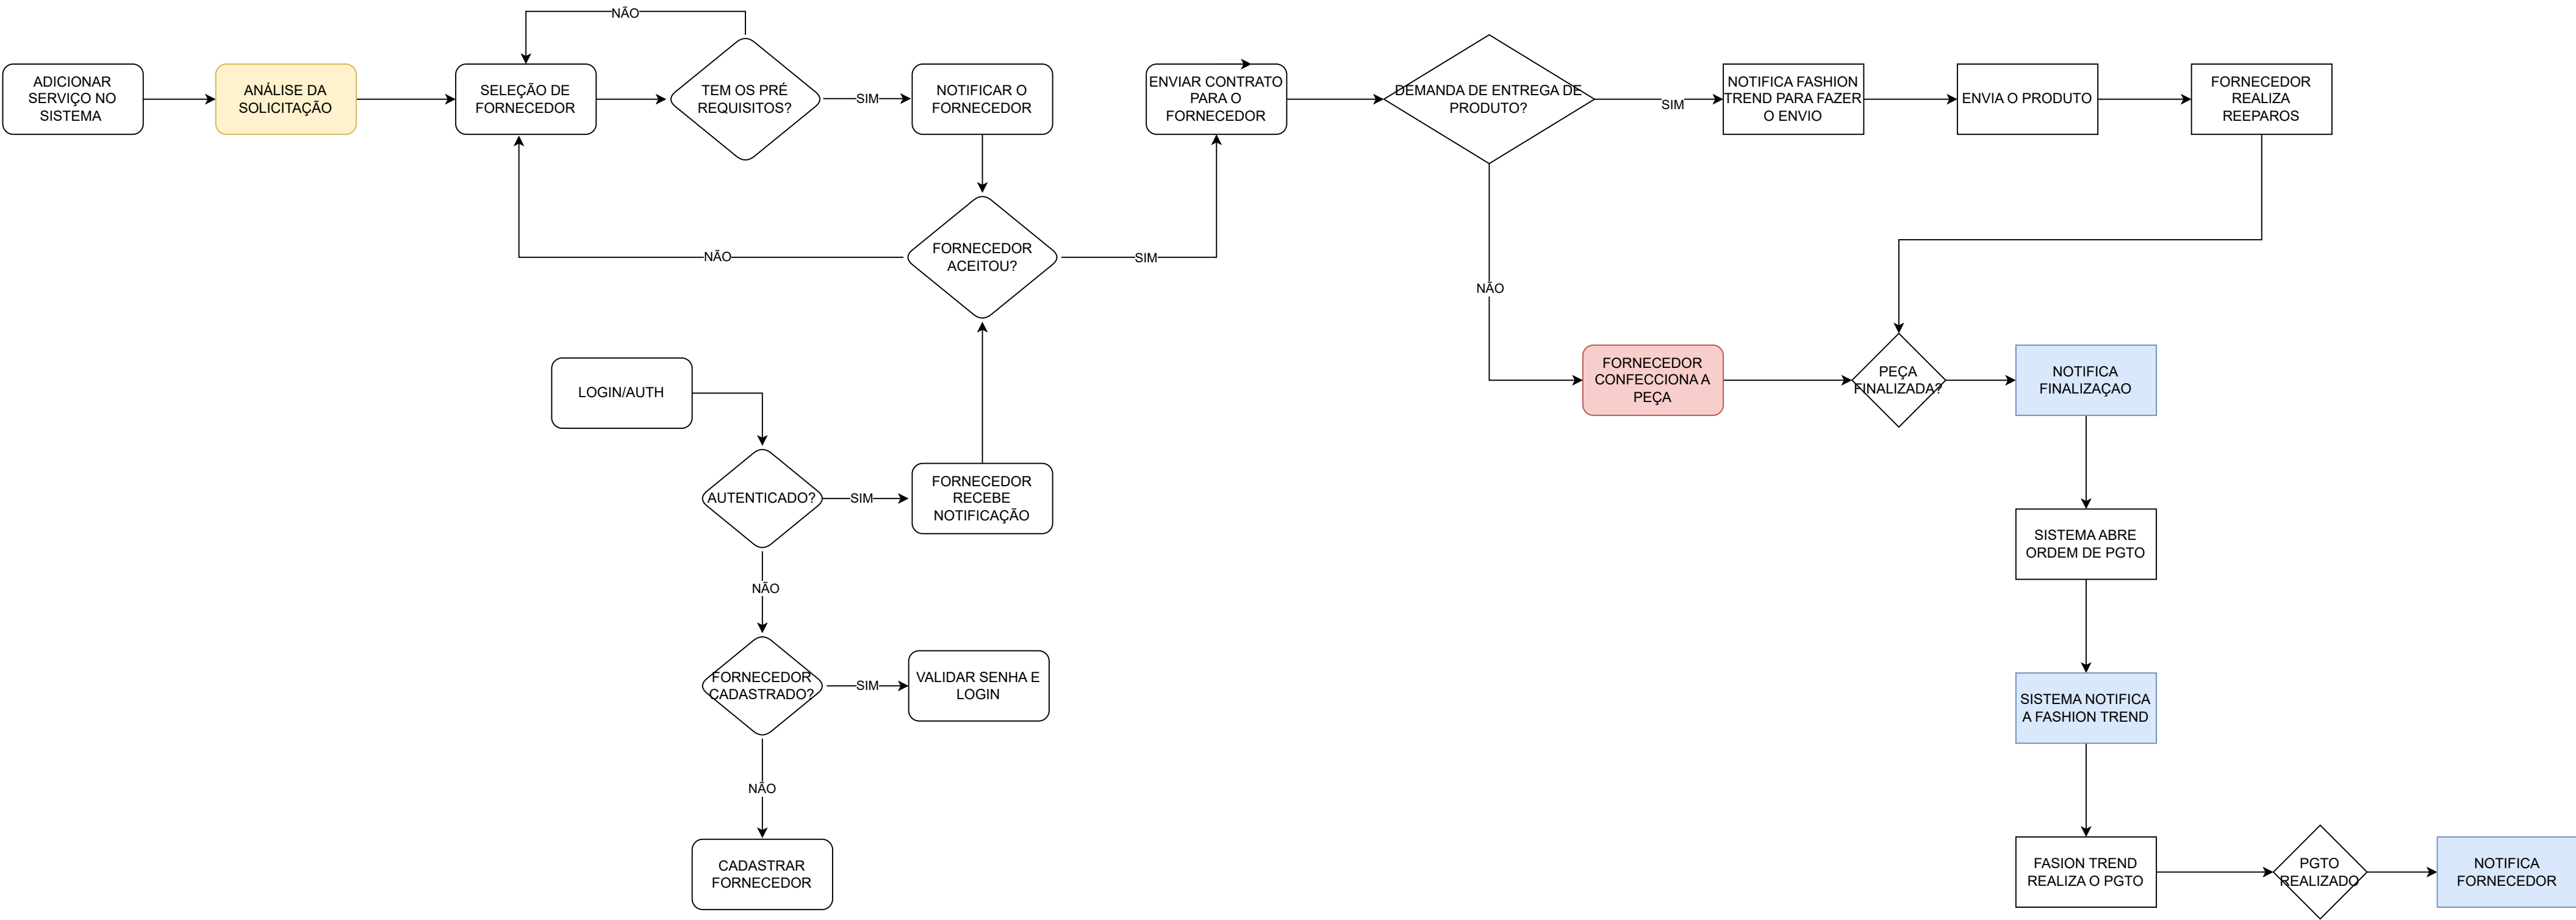 NÃO
ADICIONAR
SERVIÇO NO
SISTEMA
ANÁLISE DA
SOLICITAÇÃO
SELEÇÃO DE
FORNECEDOR
TEM OS PRÉ
REQUISITOS?
SIM
NOTIFICAR O
FORNECEDOR
ENVIAR CONTRATO
PARA O
FORNECEDOR
DEMANDA DE ENTREGA DE
PRODUTO?
SIM
NOTIFICA FASHION
TREND PARA FAZER
O ENVIO
ENVIA O PRODUTO
FORNECEDOR
REALIZA
REEPAROS
NÃO
FORNECEDOR
ACEITOU?
SIM
NÃO
LOGIN/AUTH
FORNECEDOR
CONFECCIONA A
PEÇA
PEÇA
FINALIZADA?
NOTIFICA
FINALIZAÇAO
AUTENTICADO?
SIM
FORNECEDOR
RECEBE
NOTIFICAÇÃO
SISTEMA ABRE
ORDEM DE PGTO
NÃO
FORNECEDOR
CADASTRADO?
SIM
VALIDAR SENHA E
LOGIN
SISTEMA NOTIFICA
A FASHION TREND
NÃO
CADASTRAR
FORNECEDOR
FASION TREND
REALIZA O PGTO
PGTO
REALIZADO
NOTIFICA
FORNECEDOR